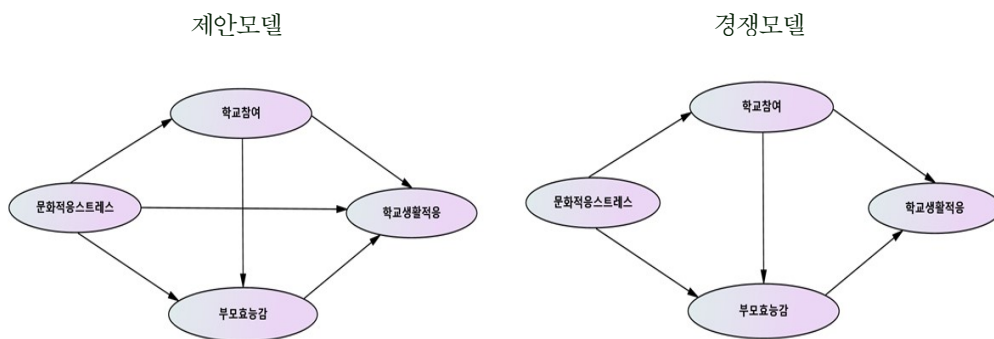 제안모델
경쟁모델
학교참여
문화적응스트레스
학교생활적응
부모효능감
학교참여
문화적응스트레스
학교생활적응
부모효능감